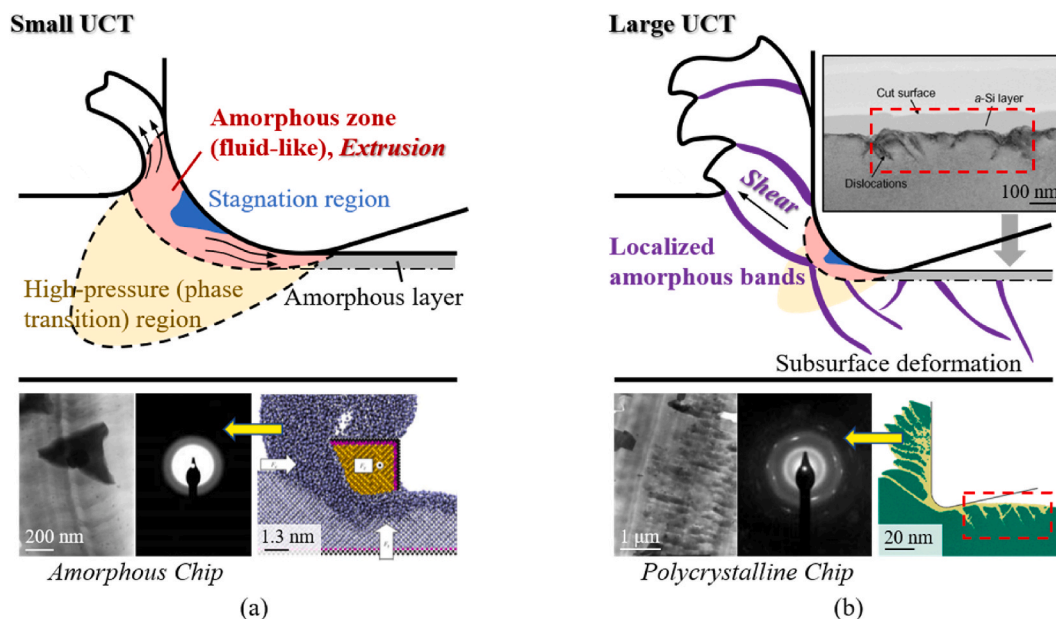 Small UCT
Amorphous zone
(fluid-like), Extrusion
Stagnation region
High-pressure (phase
transition) region
Amorphous layer
200 nm
1.3 nm
Amorphous Chip
(a)
Large UCT
Cut surface
a-Si layer
Dislocations
100 nm
Shear
Localized
amorphous bands
Subsurface deformation
1 μm
20 nm
Polycrystalline Chip
(b)